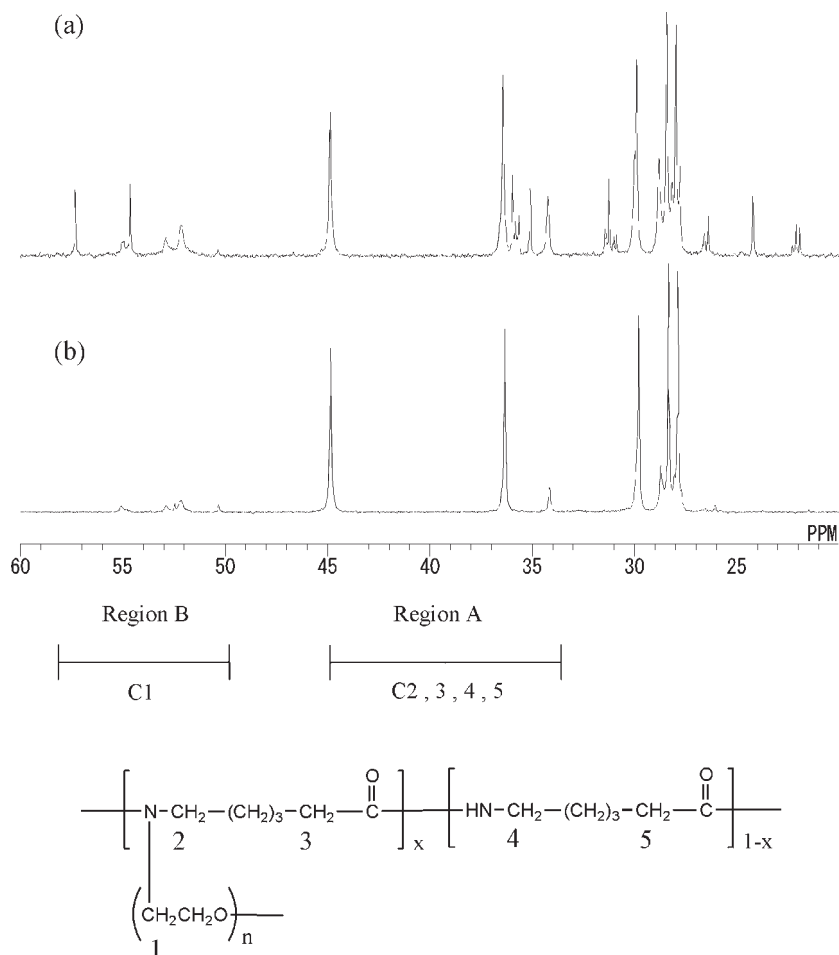 (a)
(b)
PPM
60 55 50 45 40 35 30 25
Region B Region A
C1 C2 , 3 , 4 , 5
O O
N—CH₂—(CH₂)₃—CH₂—C HN—CH₂—(CH₂)₃—CH₂—C
2 3 x 4 5 1-x
(CH₂CH₂O)n
1